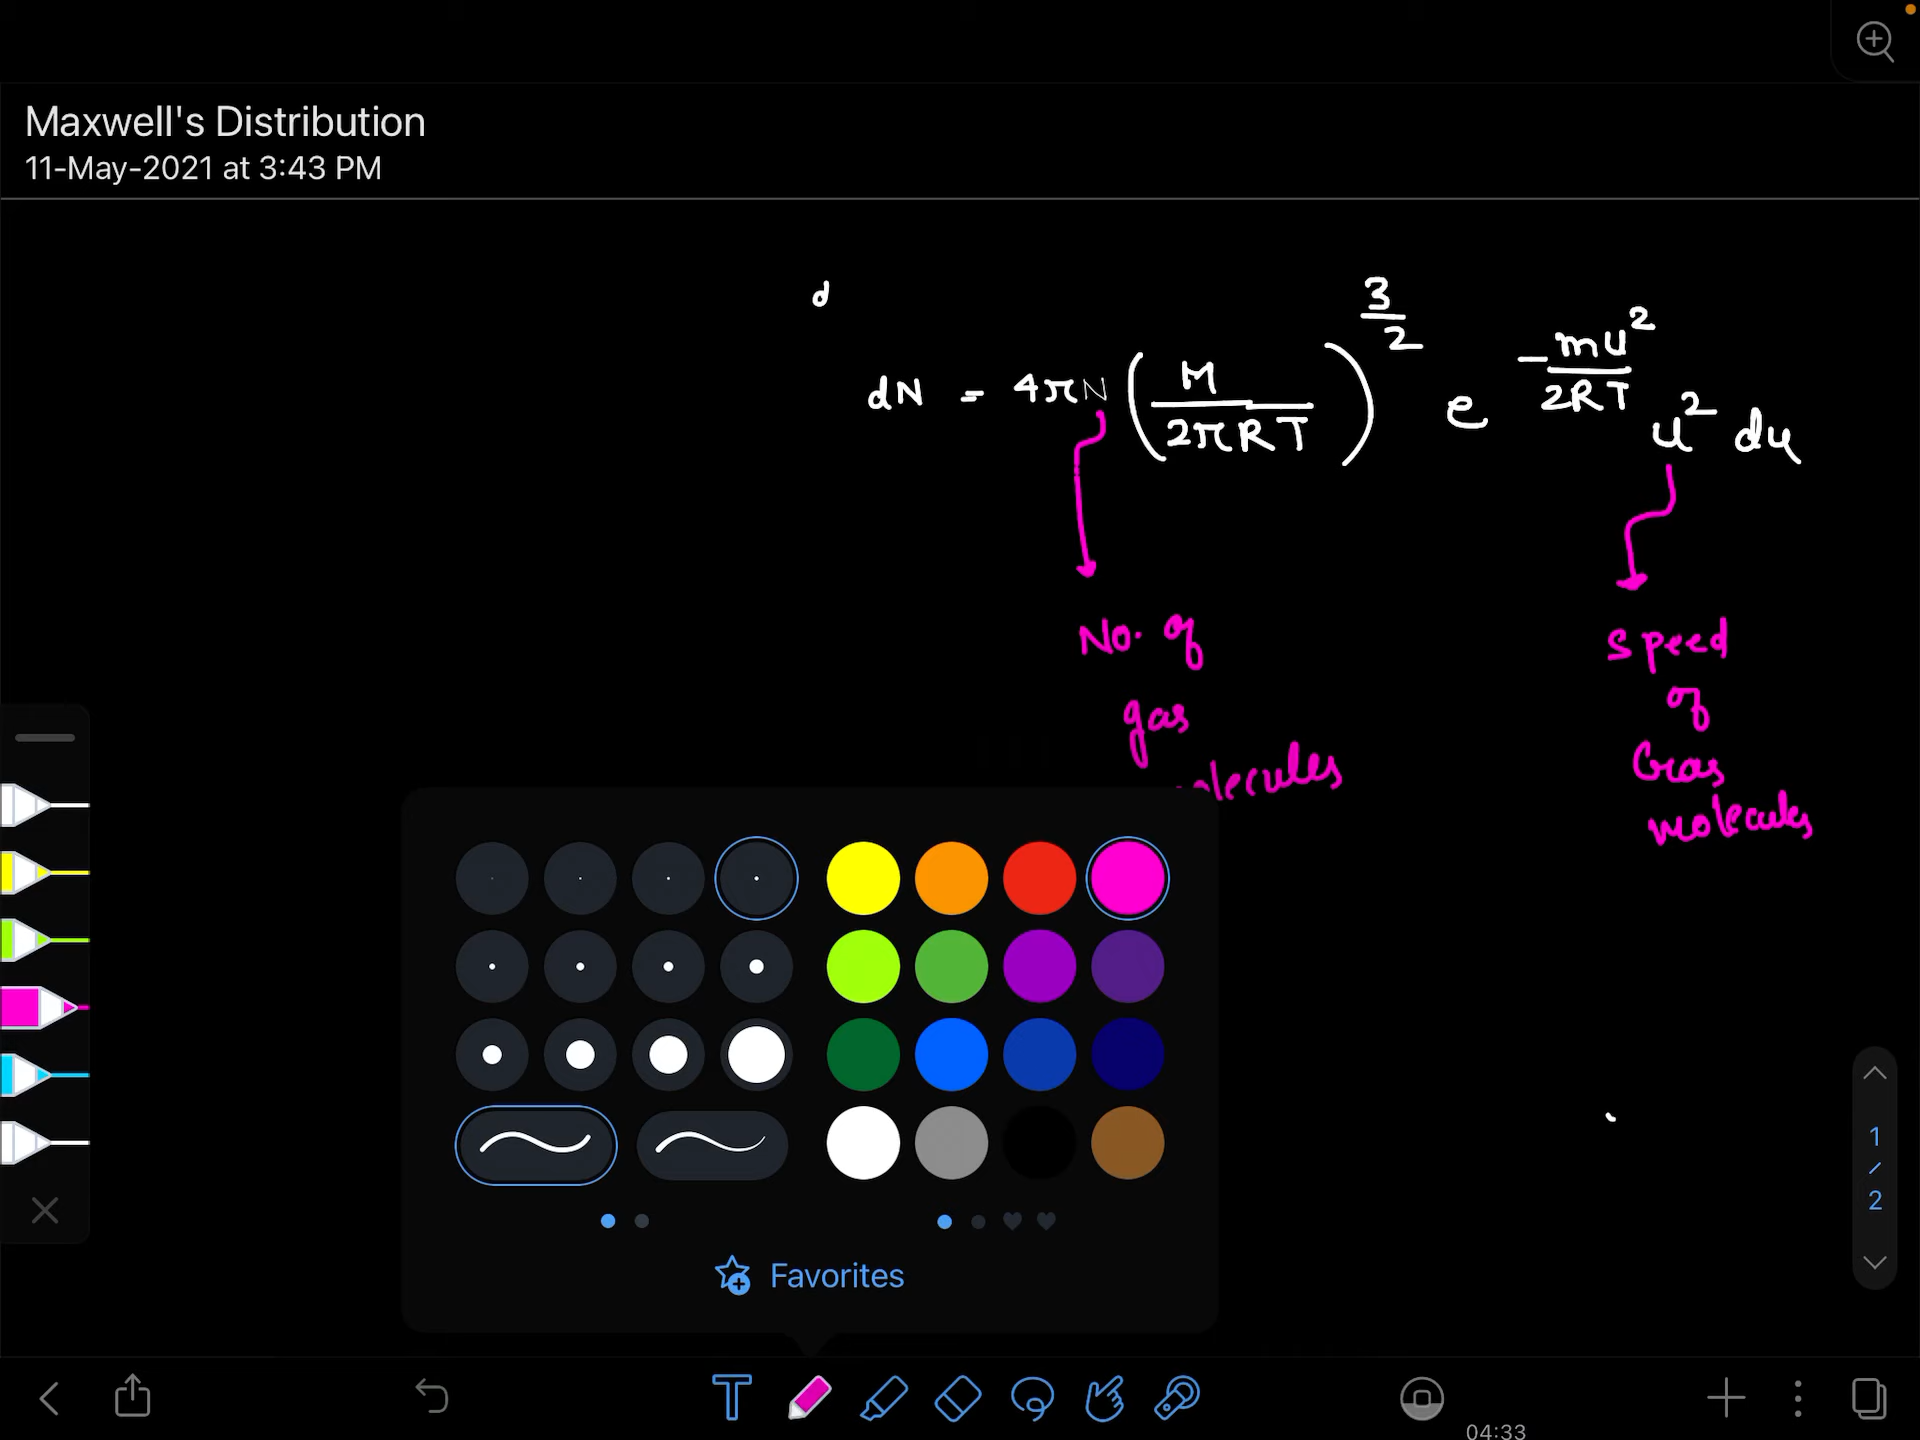 Maxwell's Distribution
11-May-2021 at 3:43 PM
d
dN = 4πN (M / 2πRT)^(3/2) e^(-mu²/2RT) u² du
No. of
gas
olecules
Speed
of
Gas
molecules
Favorites
1
/
2
04:33